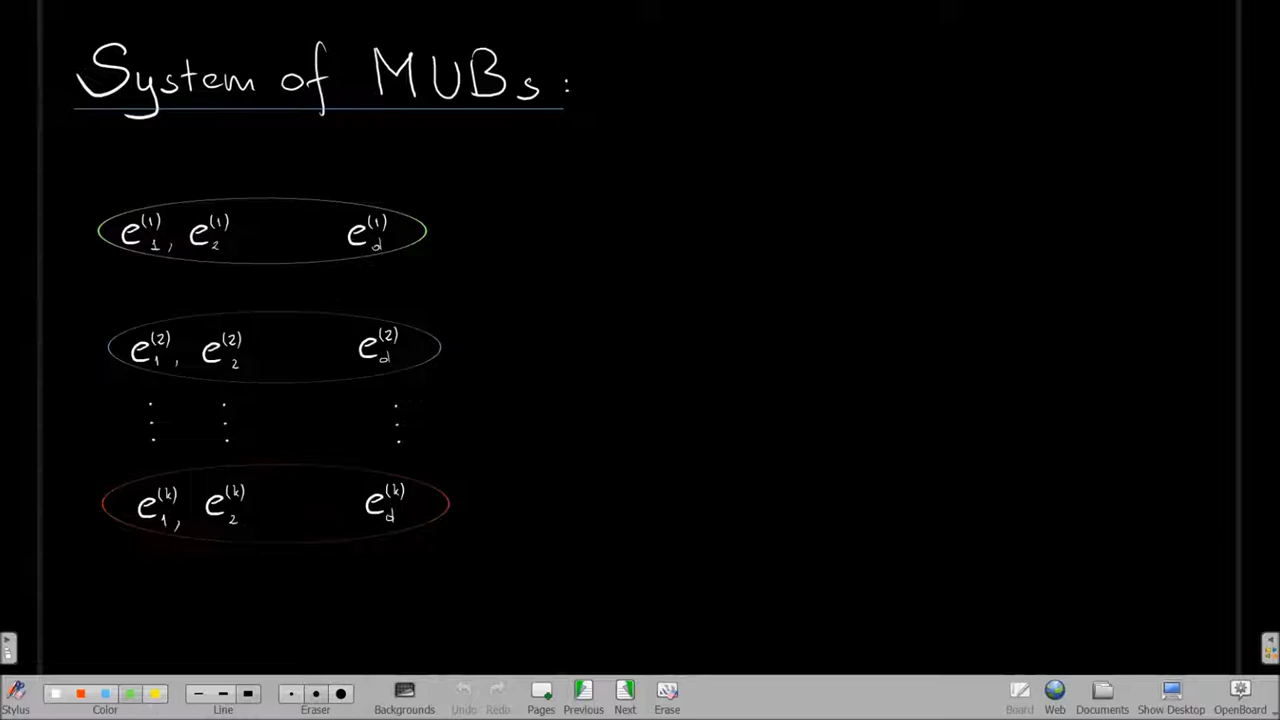 System of MUBs:
e₁⁽¹⁾, e₂⁽¹⁾ e_d⁽¹⁾
e₁⁽²⁾, e₂⁽²⁾ e_d⁽²⁾
⋮ ⋮ ⋮
e₁⁽ᵏ⁾, e₂⁽ᵏ⁾ e_d⁽ᵏ⁾
Stylus Color Line Eraser Backgrounds Undo Redo Pages Previous Next Erase Board Web Documents Show Desktop OpenBoard